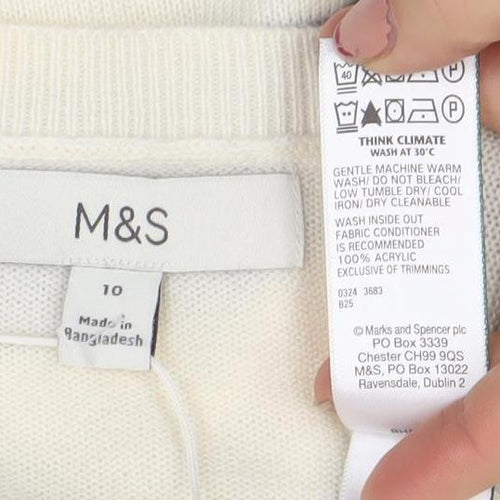 M&S
10
Made in
Bangladesh
40
P
P
THINK CLIMATE
WASH AT 30°C
GENTLE MACHINE WARM
WASH/ DO NOT BLEACH/
LOW TUMBLE DRY/ COOL
IRON/ DRY CLEANABLE
WASH INSIDE OUT
FABRIC CONDITIONER
IS RECOMMENDED
100% ACRYLIC
EXCLUSIVE OF TRIMMINGS
0324 3683
B25
© Marks and Spencer plc
PO Box 3339
Chester CH99 9QS
M&S, PO Box 13022
Ravensdale, Dublin 2